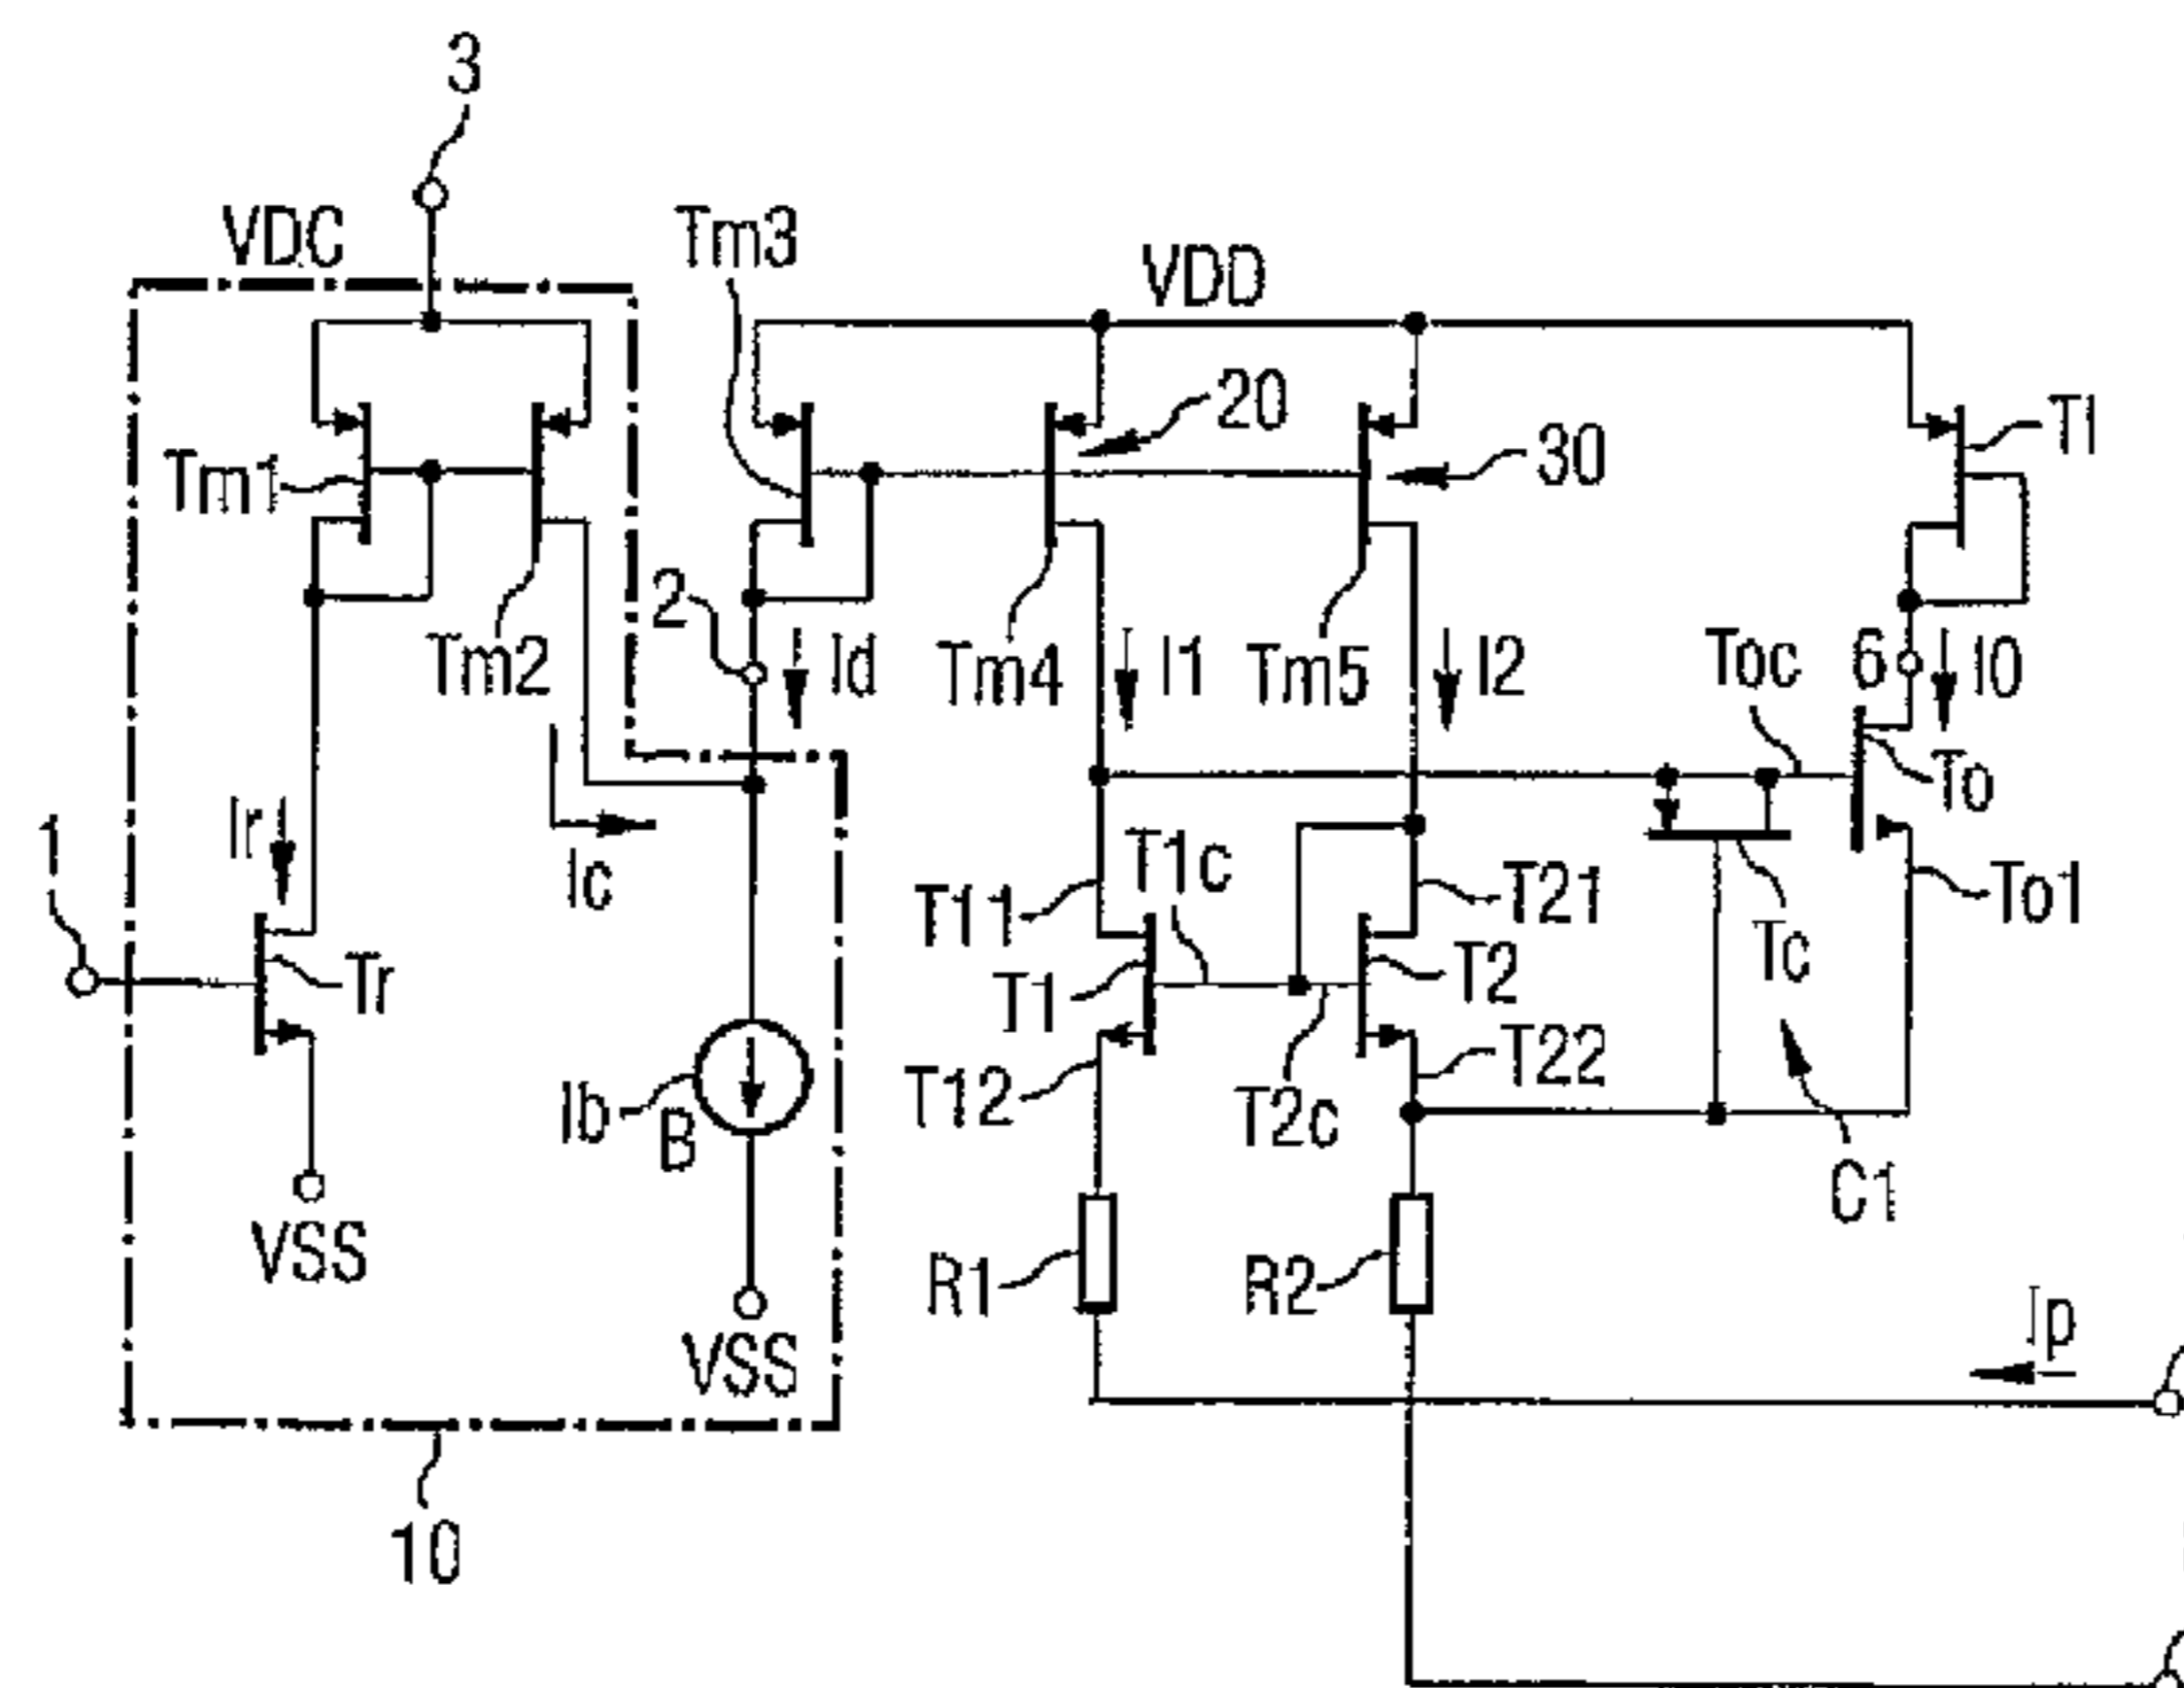 3
VDC
Tm3
VDD
20
T1
Tm1
30
2
Tm2
Id
Tm4
I1
Tm5
I2
Toc
6
I0
To
1
Ir
Ic
T11
T1c
T21
To1
Tr
T1
T2
Tc
T12
T22
Ib
B
T2c
C1
VSS
R1
R2
Ip
VSS
10